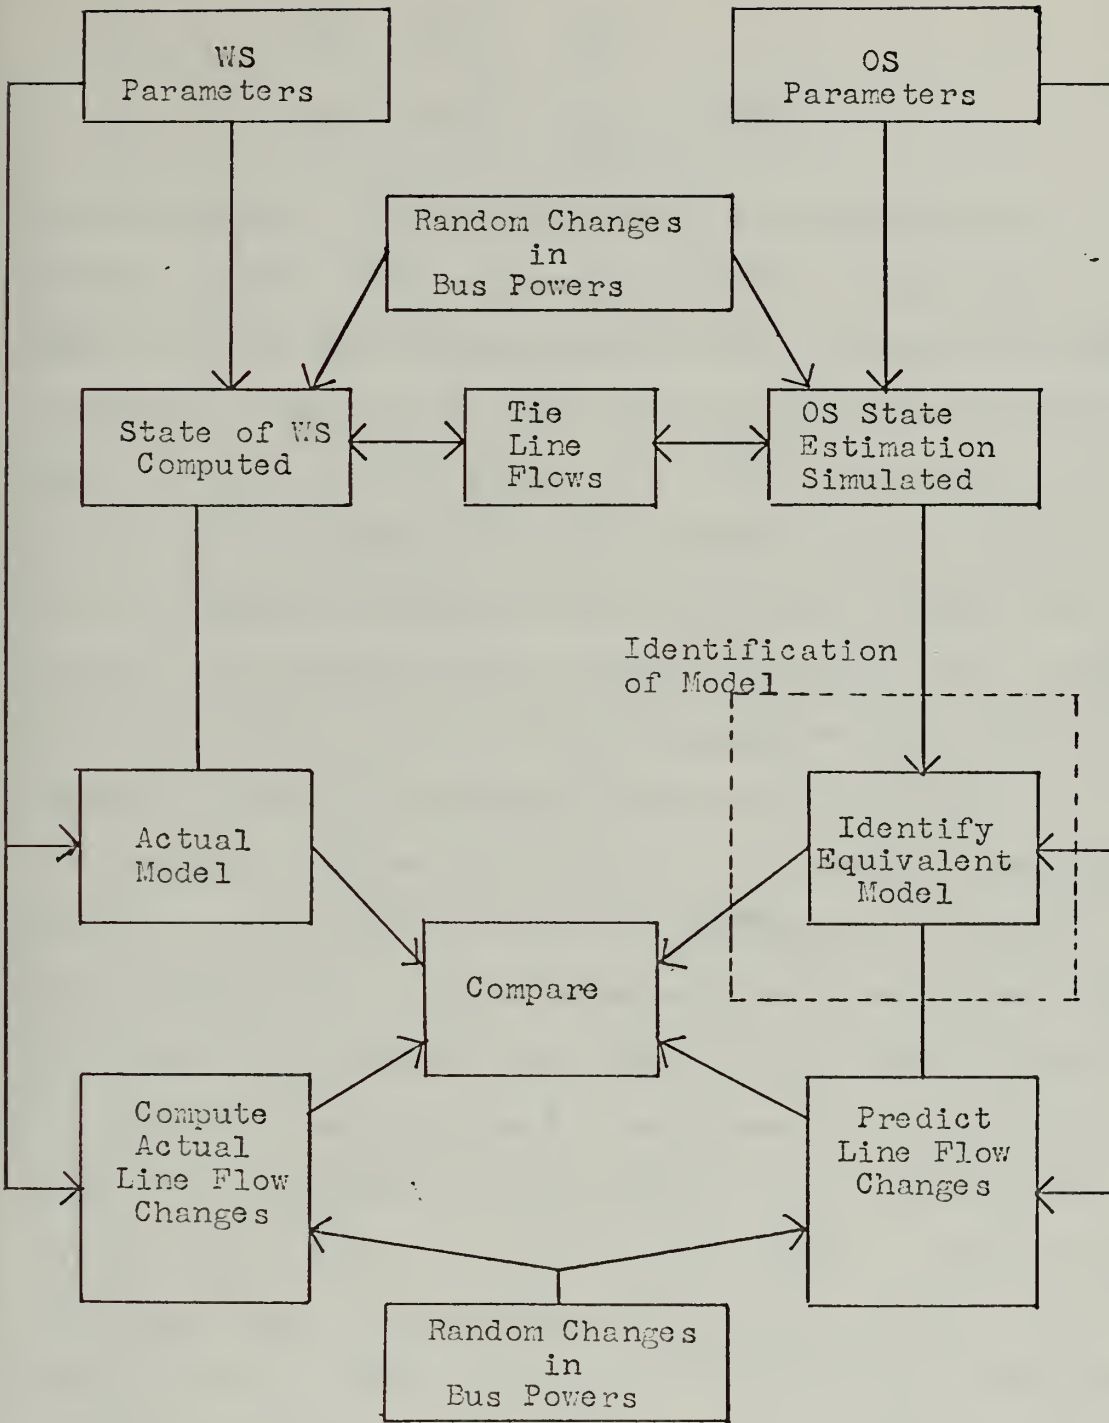 WS
Parameters
OS
Parameters
Random Changes
in
Bus Powers
State of WS
Computed
Tie
Line
Flows
OS State
Estimation
Simulated
Identification
of Model
Actual
Model
Identify
Equivalent
Model
Compare
Compute
Actual
Line Flow
Changes
Predict
Line Flow
Changes
Random Changes
in
Bus Powers